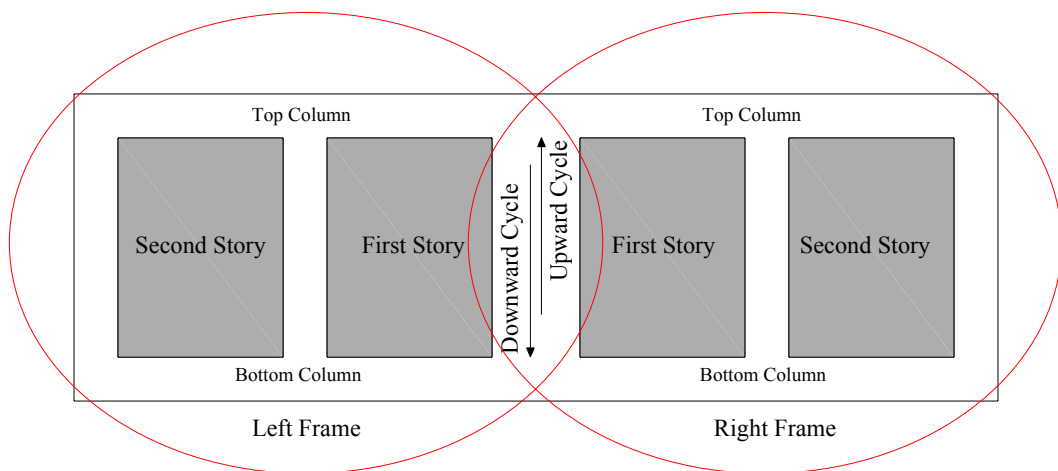 Top Column
Top Column
Second Story
First Story
Downward Cycle
Upward Cycle
First Story
Second Story
Bottom Column
Bottom Column
Left Frame
Right Frame